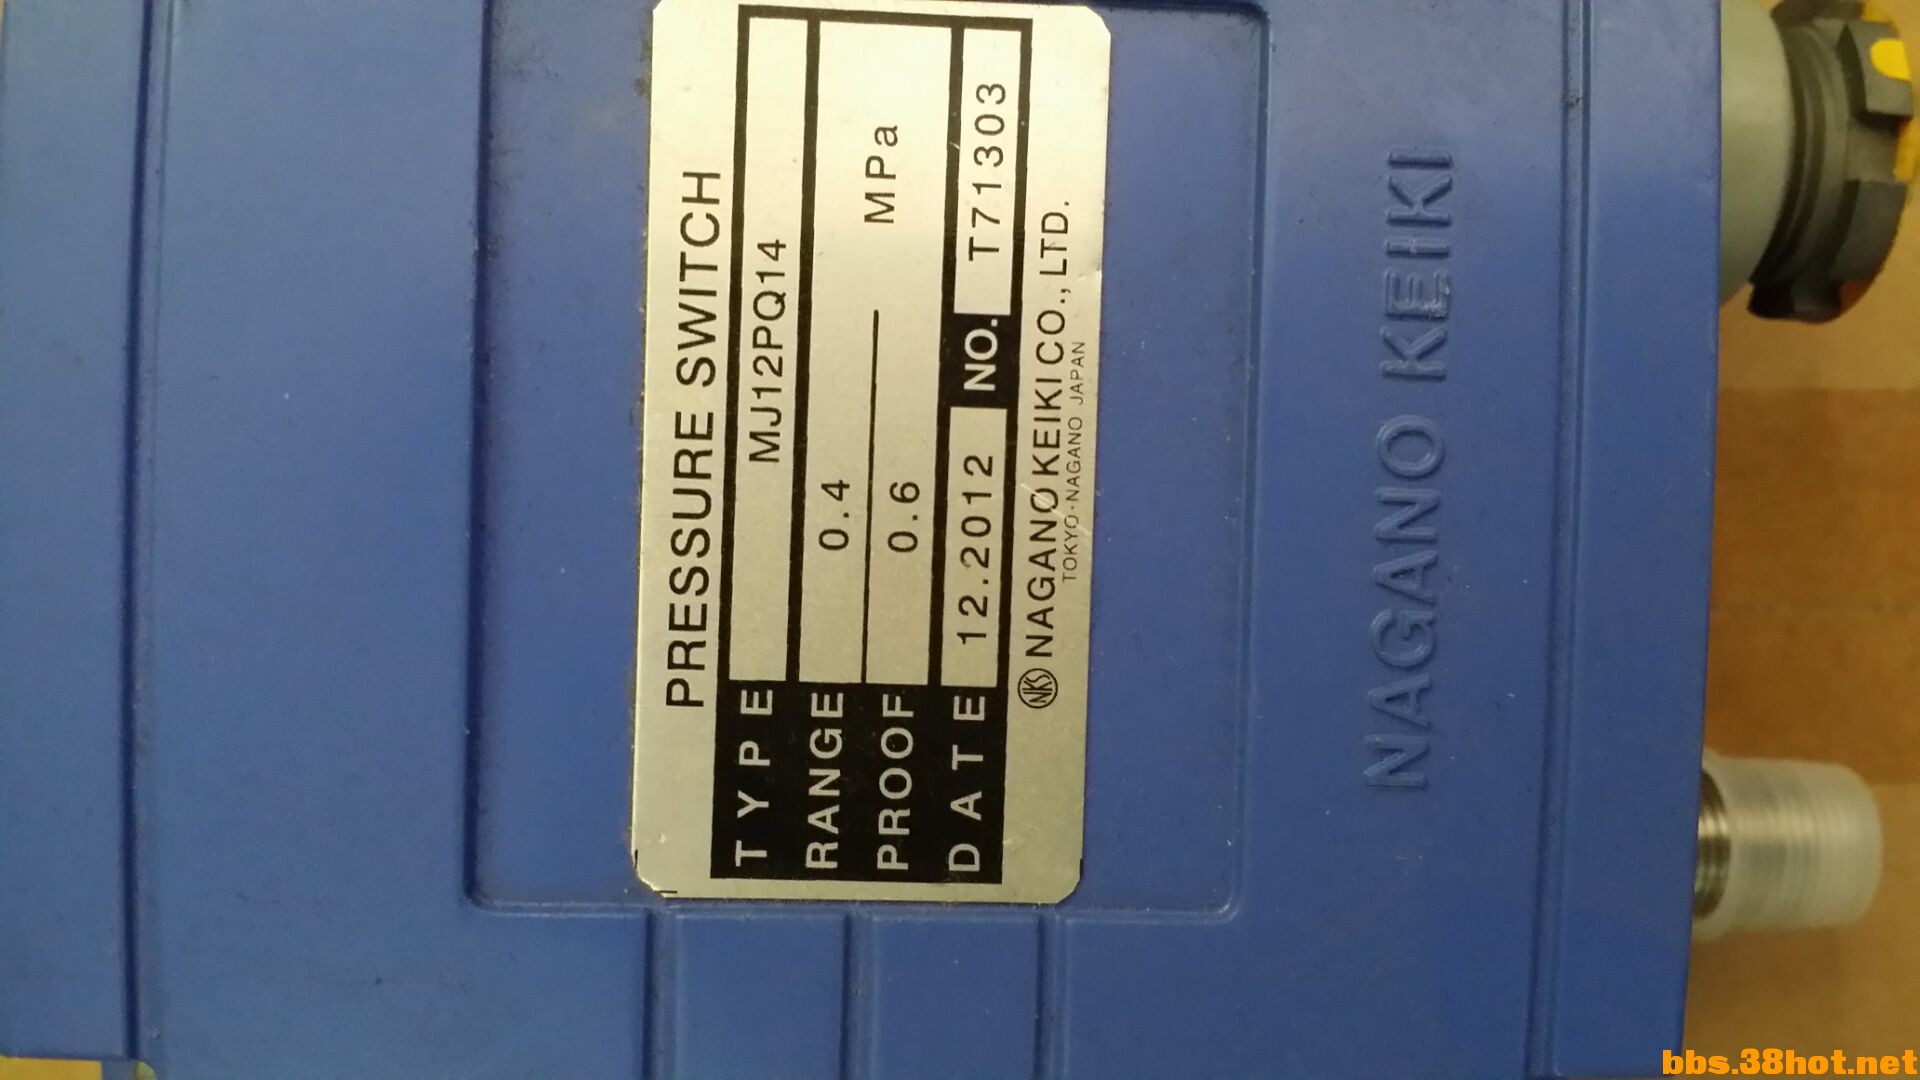 PRESSURE SWITCH
TYPE MJ12PQ14
RANGE 0.4
MPa
PROOF 0.6
DATE 12.2012 NO. T71303
NKS NAGANO KEIKI CO., LTD.
TOKYO·NAGANO JAPAN
NAGANO KEIKI
bbs.38hot.net